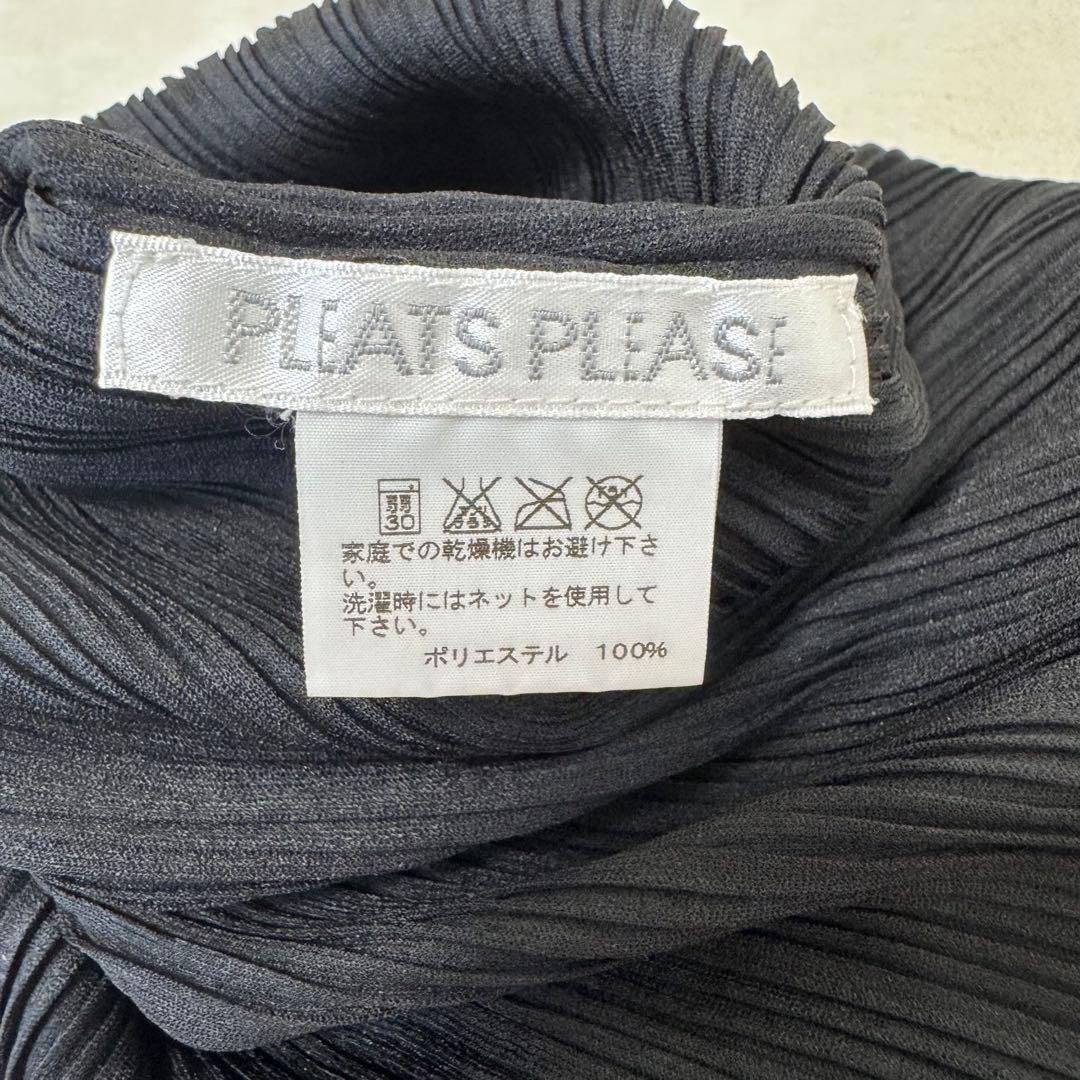 PLEATS PLEASE
弱
30
家庭での乾燥機はお避け下さ
い。
洗濯時にはネットを使用して
下さい。
ポリエステル 100%